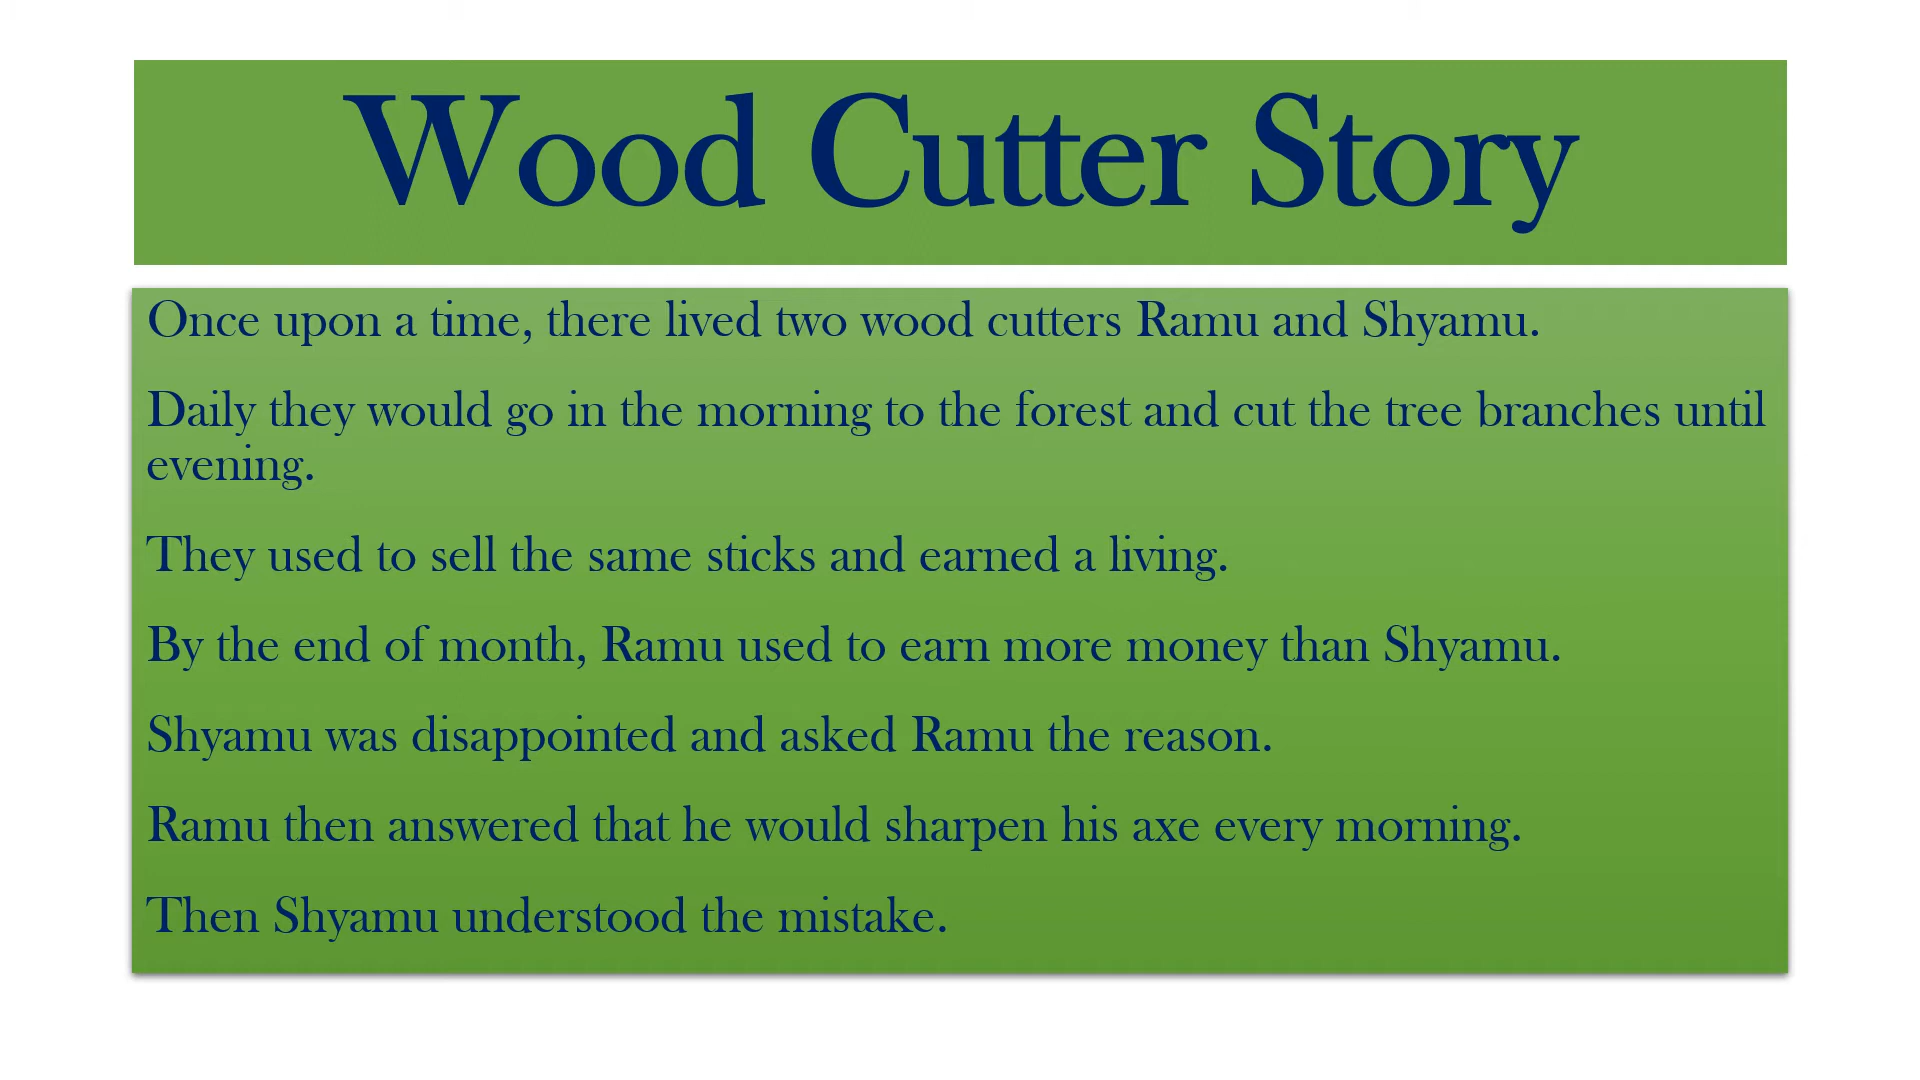 Wood Cutter Story
Once upon a time, there lived two wood cutters Ramu and Shyamu.
Daily they would go in the morning to the forest and cut the tree branches until
evening.
They used to sell the same sticks and earned a living.
By the end of month, Ramu used to earn more money than Shyamu.
Shyamu was disappointed and asked Ramu the reason.
Ramu then answered that he would sharpen his axe every morning.
Then Shyamu understood the mistake.